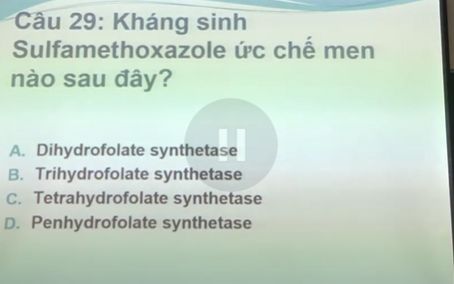 Câu 29: Kháng sinh
Sulfamethoxazole ức chế men
nào sau đây?
A. Dihydrofolate synthetase
B. Trihydrofolate synthetase
C. Tetrahydrofolate synthetase
D. Penhydrofolate synthetase